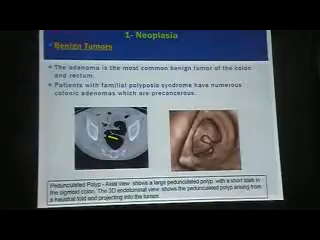 1- Neoplasia
Benign Tumors
The adenoma is the most common benign tumor of the colon
and rectum.
Patients with familial polyposis syndrome have numerous
colonic adenomas which are precancerous.
Pedunculated Polyp - Axial view shows a large pedunculated polyp with a short stalk in
the sigmoid colon. The 3D endoluminal view shows the pedunculated polyp arising from
a haustral fold and projecting into the lumen.